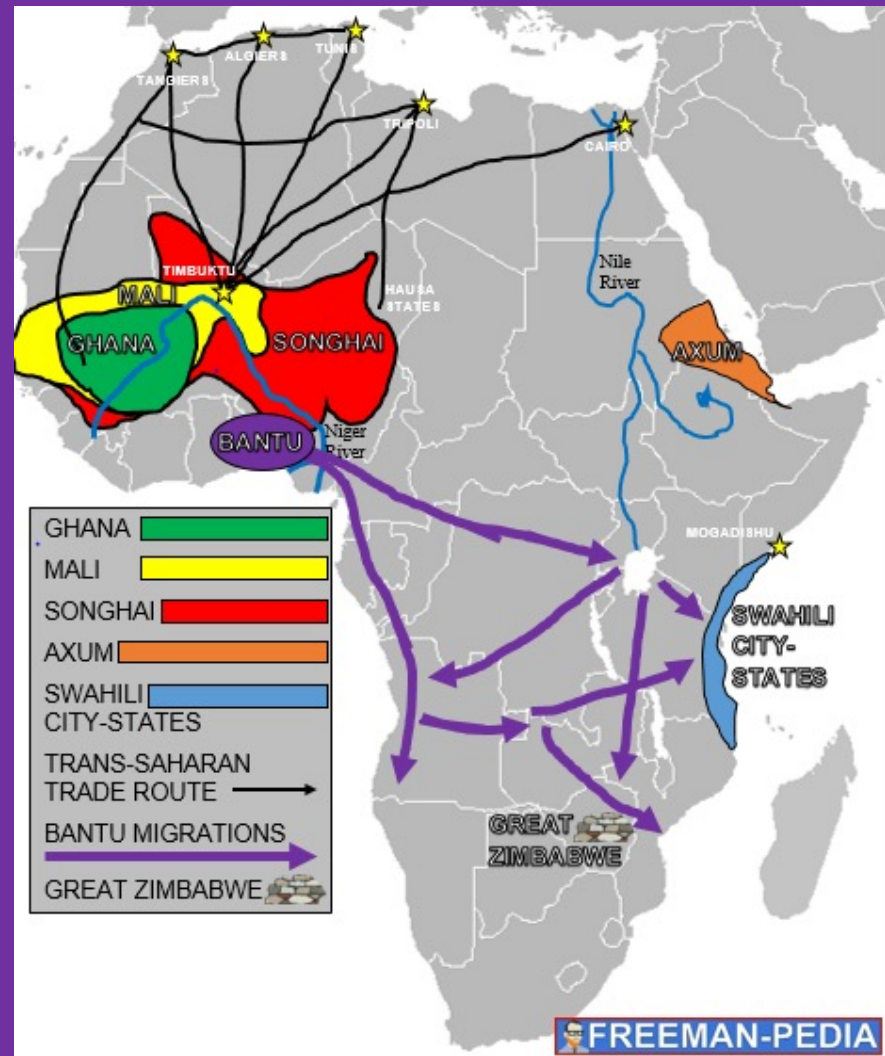 TANGIERS
ALGIERS
TUNIS
TRIPOLI
CAIRO
TIMBUKTU
MALI
GHANA
SONGHAI
HAUSA
STATES
Nile
River
AXUM
BANTU
Niger
River
MOGADISHU
SWAHILI
CITY-
STATES
GREAT
ZIMBABWE
GHANA
MALI
SONGHAI
AXUM
SWAHILI
CITY-STATES
TRANS-SAHARAN
TRADE ROUTE
BANTU MIGRATIONS
GREAT ZIMBABWE
FREEMAN-PEDIA